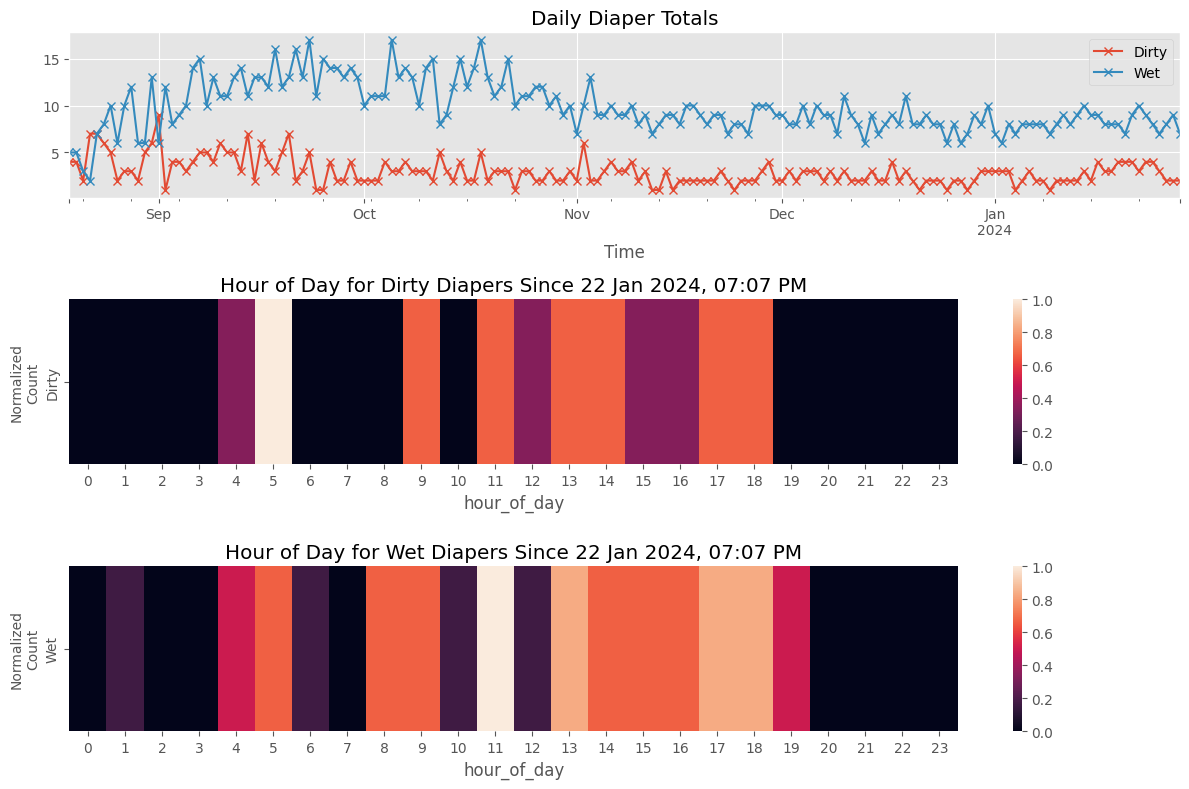 Daily Diaper Totals
15
10
5
Dirty
Wet
Sep
Oct
Nov
Dec
Jan
2024
Time
Hour of Day for Dirty Diapers Since 22 Jan 2024, 07:07 PM
Normalized
Count
Dirty
0 1 2 3 4 5 6 7 8 9 10 11 12 13 14 15 16 17 18 19 20 21 22 23
hour_of_day
1.0
0.8
0.6
0.4
0.2
0.0
Hour of Day for Wet Diapers Since 22 Jan 2024, 07:07 PM
Normalized
Count
Wet
0 1 2 3 4 5 6 7 8 9 10 11 12 13 14 15 16 17 18 19 20 21 22 23
hour_of_day
1.0
0.8
0.6
0.4
0.2
0.0